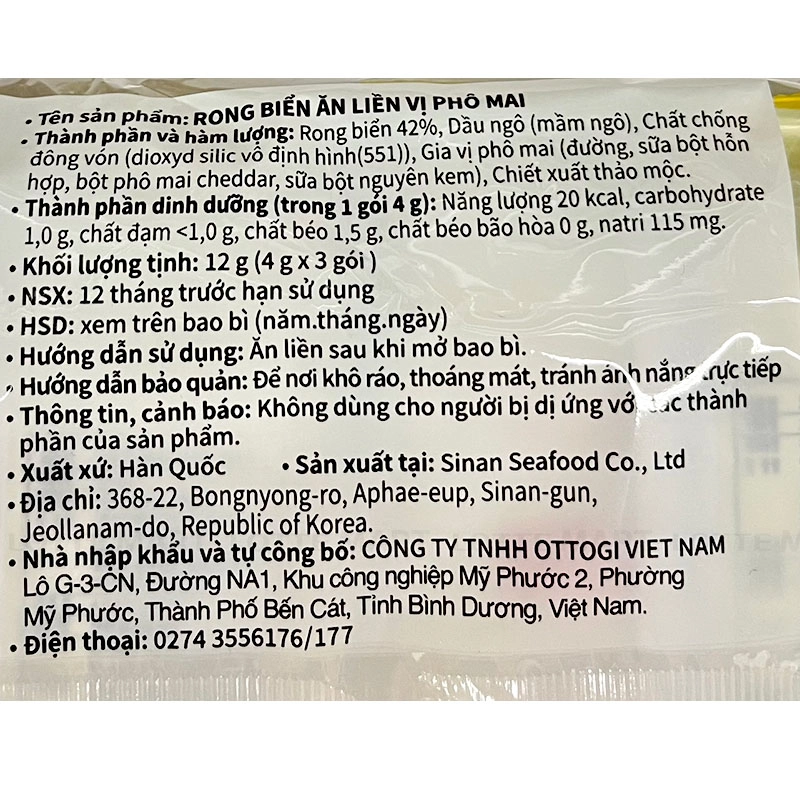 • Tên sản phẩm: RONG BIỂN ĂN LIỀN VỊ PHÔ MAI
• Thành phần và hàm lượng: Rong biển 42%, Dầu ngô (mầm ngô), Chất chống
đông vón (dioxyd silic vô định hình(551)), Gia vị phô mai (đường, sữa bột hỗn
hợp, bột phô mai cheddar, sữa bột nguyên kem), Chiết xuất thảo mộc.
• Thành phần dinh dưỡng (trong 1 gói 4 g): Năng lượng 20 kcal, carbohydrate
1,0 g, chất đạm <1,0 g, chất béo 1,5 g, chất béo bão hòa 0 g, natri 115 mg.
• Khối lượng tịnh: 12 g (4 g x 3 gói )
• NSX: 12 tháng trước hạn sử dụng
• HSD: xem trên bao bì (năm.tháng.ngày)
• Hướng dẫn sử dụng: Ăn liền sau khi mở bao bì.
• Hướng dẫn bảo quản: Để nơi khô ráo, thoáng mát, tránh ánh nắng trực tiếp
• Thông tin, cảnh báo: Không dùng cho người bị dị ứng với các thành
phần của sản phẩm.
• Xuất xứ: Hàn Quốc • Sản xuất tại: Sinan Seafood Co., Ltd
• Địa chỉ: 368-22, Bongnyong-ro, Aphae-eup, Sinan-gun,
Jeollanam-do, Republic of Korea.
• Nhà nhập khẩu và tự công bố: CÔNG TY TNHH OTTOGI VIET NAM
Lô G-3-CN, Đường NA1, Khu công nghiệp Mỹ Phước 2, Phường
Mỹ Phước, Thành Phố Bến Cát, Tỉnh Bình Dương, Việt Nam.
• Điện thoại: 0274 3556176/177